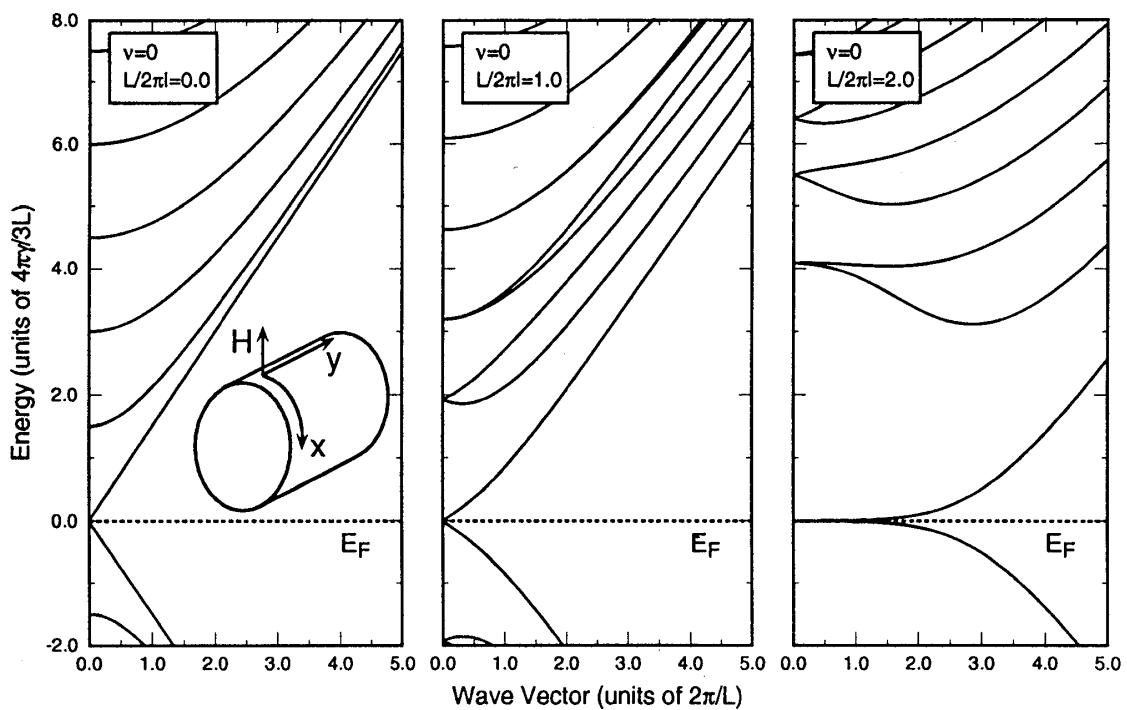 Energy (units of 4πγ/3L)
8.0
6.0
4.0
2.0
0.0
-2.0
ν=0
L/2πl=0.0
H
y
x
E_F
0.0 1.0 2.0 3.0 4.0 5.0
ν=0
L/2πl=1.0
E_F
0.0 1.0 2.0 3.0 4.0 5.0
ν=0
L/2πl=2.0
E_F
0.0 1.0 2.0 3.0 4.0 5.0
Wave Vector (units of 2π/L)